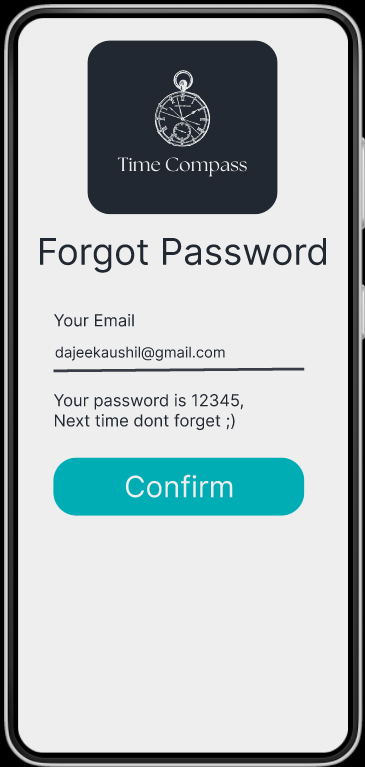 Time Compass
Forgot Password
Your Email
dajeekaushil@gmail.com
Your password is 12345,
Next time dont forget ;)
Confirm